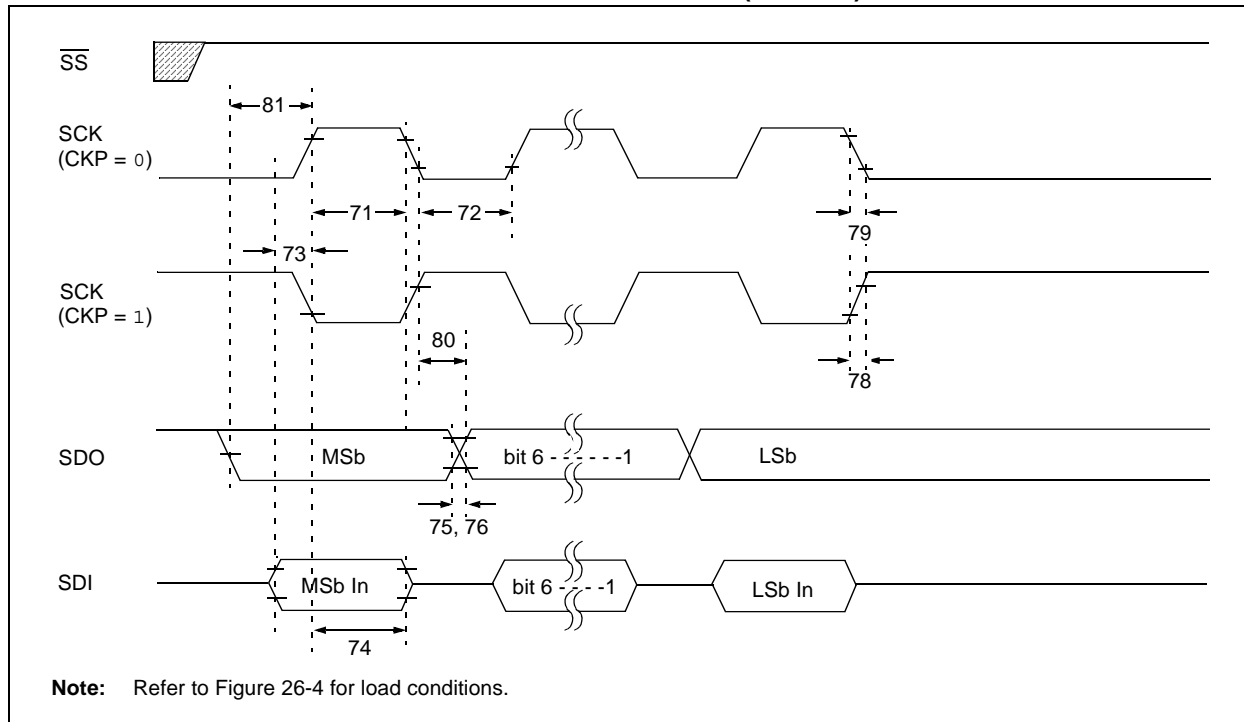 SS
81
SCK
(CKP = 0)
71
72
79
73
SCK
(CKP = 1)
80
78
SDO
MSb
bit 6 - - - - - - -1
LSb
75, 76
SDI
MSb In
bit 6 - - - - -1
LSb In
74
Note: Refer to Figure 26-4 for load conditions.